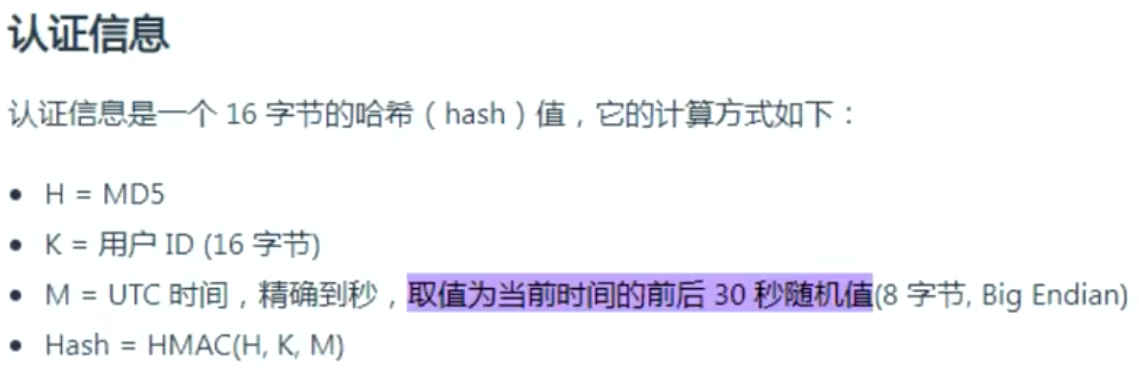 认证信息
认证信息是一个 16 字节的哈希（hash）值，它的计算方式如下：
• H = MD5
• K = 用户 ID (16 字节)
• M = UTC 时间，精确到秒，取值为当前时间的前后 30 秒随机值(8 字节, Big Endian)
• Hash = HMAC(H, K, M)